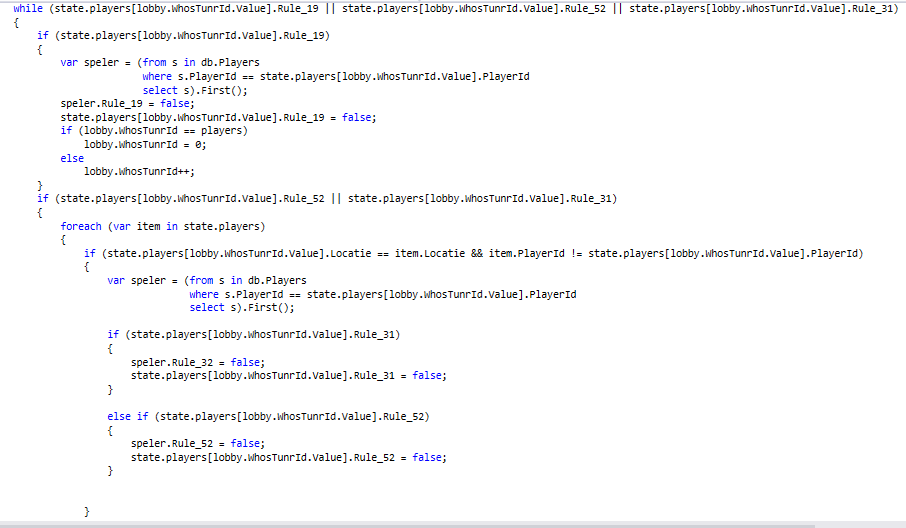 while (state.players[lobby.WhosTunrId.Value].Rule_19 || state.players[lobby.WhosTunrId.Value].Rule_52 || state.players[lobby.WhosTunrId.Value].Rule_31)
{
if (state.players[lobby.WhosTunrId.Value].Rule_19)
{
var speler = (from s in db.Players
where s.PlayerId == state.players[lobby.WhosTunrId.Value].PlayerId
select s).First();
speler.Rule_19 = false;
state.players[lobby.WhosTunrId.Value].Rule_19 = false;
if (lobby.WhosTunrId == players)
lobby.WhosTunrId = 0;
else
lobby.WhosTunrId++;
}
if (state.players[lobby.WhosTunrId.Value].Rule_52 || state.players[lobby.WhosTunrId.Value].Rule_31)
{
foreach (var item in state.players)
{
if (state.players[lobby.WhosTunrId.Value].Locatie == item.Locatie && item.PlayerId != state.players[lobby.WhosTunrId.Value].PlayerId)
{
var speler = (from s in db.Players
where s.PlayerId == state.players[lobby.WhosTunrId.Value].PlayerId
select s).First();
if (state.players[lobby.WhosTunrId.Value].Rule_31)
{
speler.Rule_32 = false;
state.players[lobby.WhosTunrId.Value].Rule_31 = false;
}
else if (state.players[lobby.WhosTunrId.Value].Rule_52)
{
speler.Rule_52 = false;
state.players[lobby.WhosTunrId.Value].Rule_52 = false;
}
}